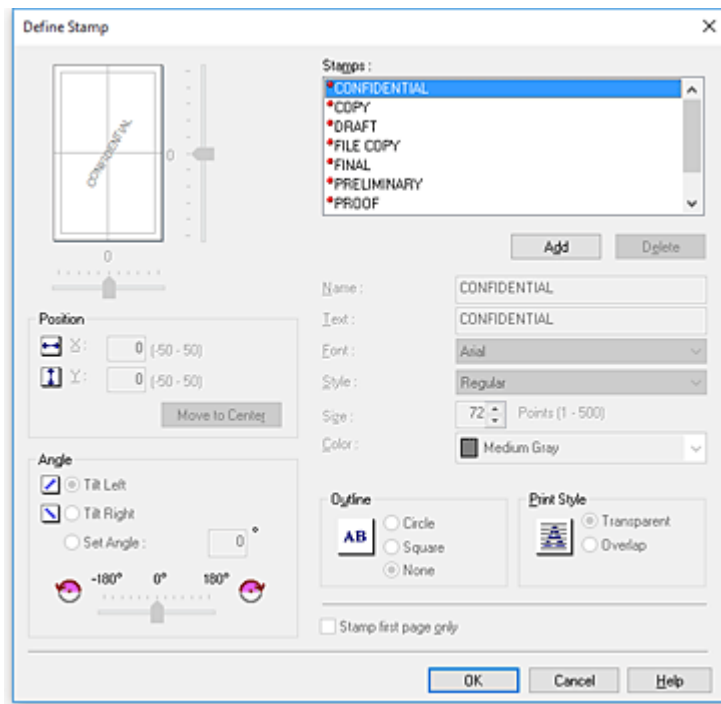 Define Stamp
CONFIDENTIAL
0
0
Position
X: 0 (-50 - 50)
Y: 0 (-50 - 50)
Move to Center
Angle
Tilt Left
Tilt Right
Set Angle : 0 °
-180° 0° 180°
Stamps :
CONFIDENTIAL
COPY
DRAFT
FILE COPY
FINAL
PRELIMINARY
PROOF
Add Delete
Name : CONFIDENTIAL
Text : CONFIDENTIAL
Font : Arial
Style : Regular
Size : 72 Points (1 - 500)
Color : Medium Gray
Outline
AB
Circle
Square
None
Print Style
Transparent
Overlap
Stamp first page only
OK Cancel Help